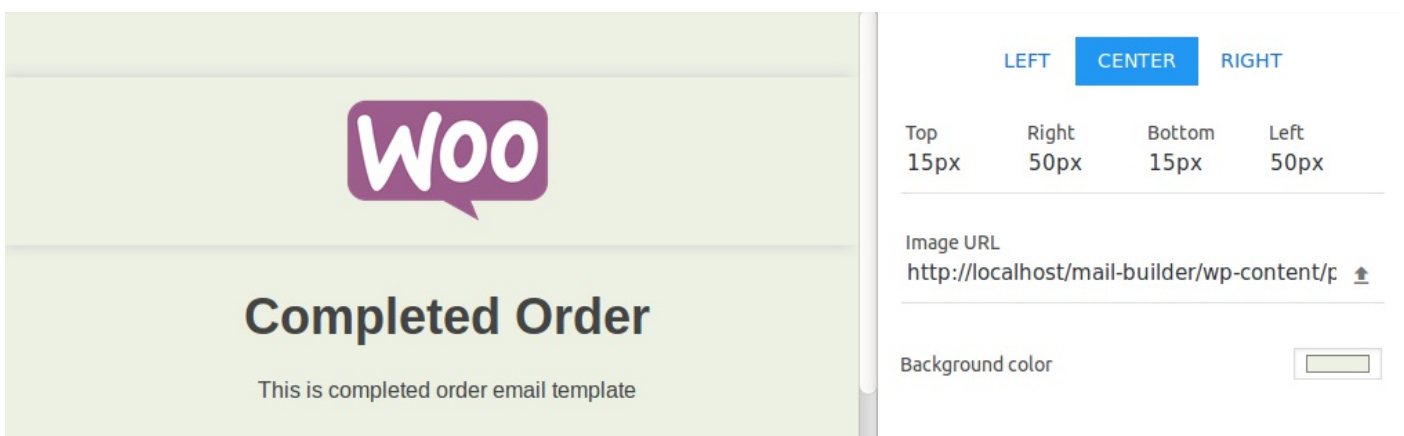 Woo
Completed Order
This is completed order email template
LEFT CENTER RIGHT
Top Right Bottom Left
15px 50px 15px 50px
Image URL
http://localhost/mail-builder/wp-content/p
Background color